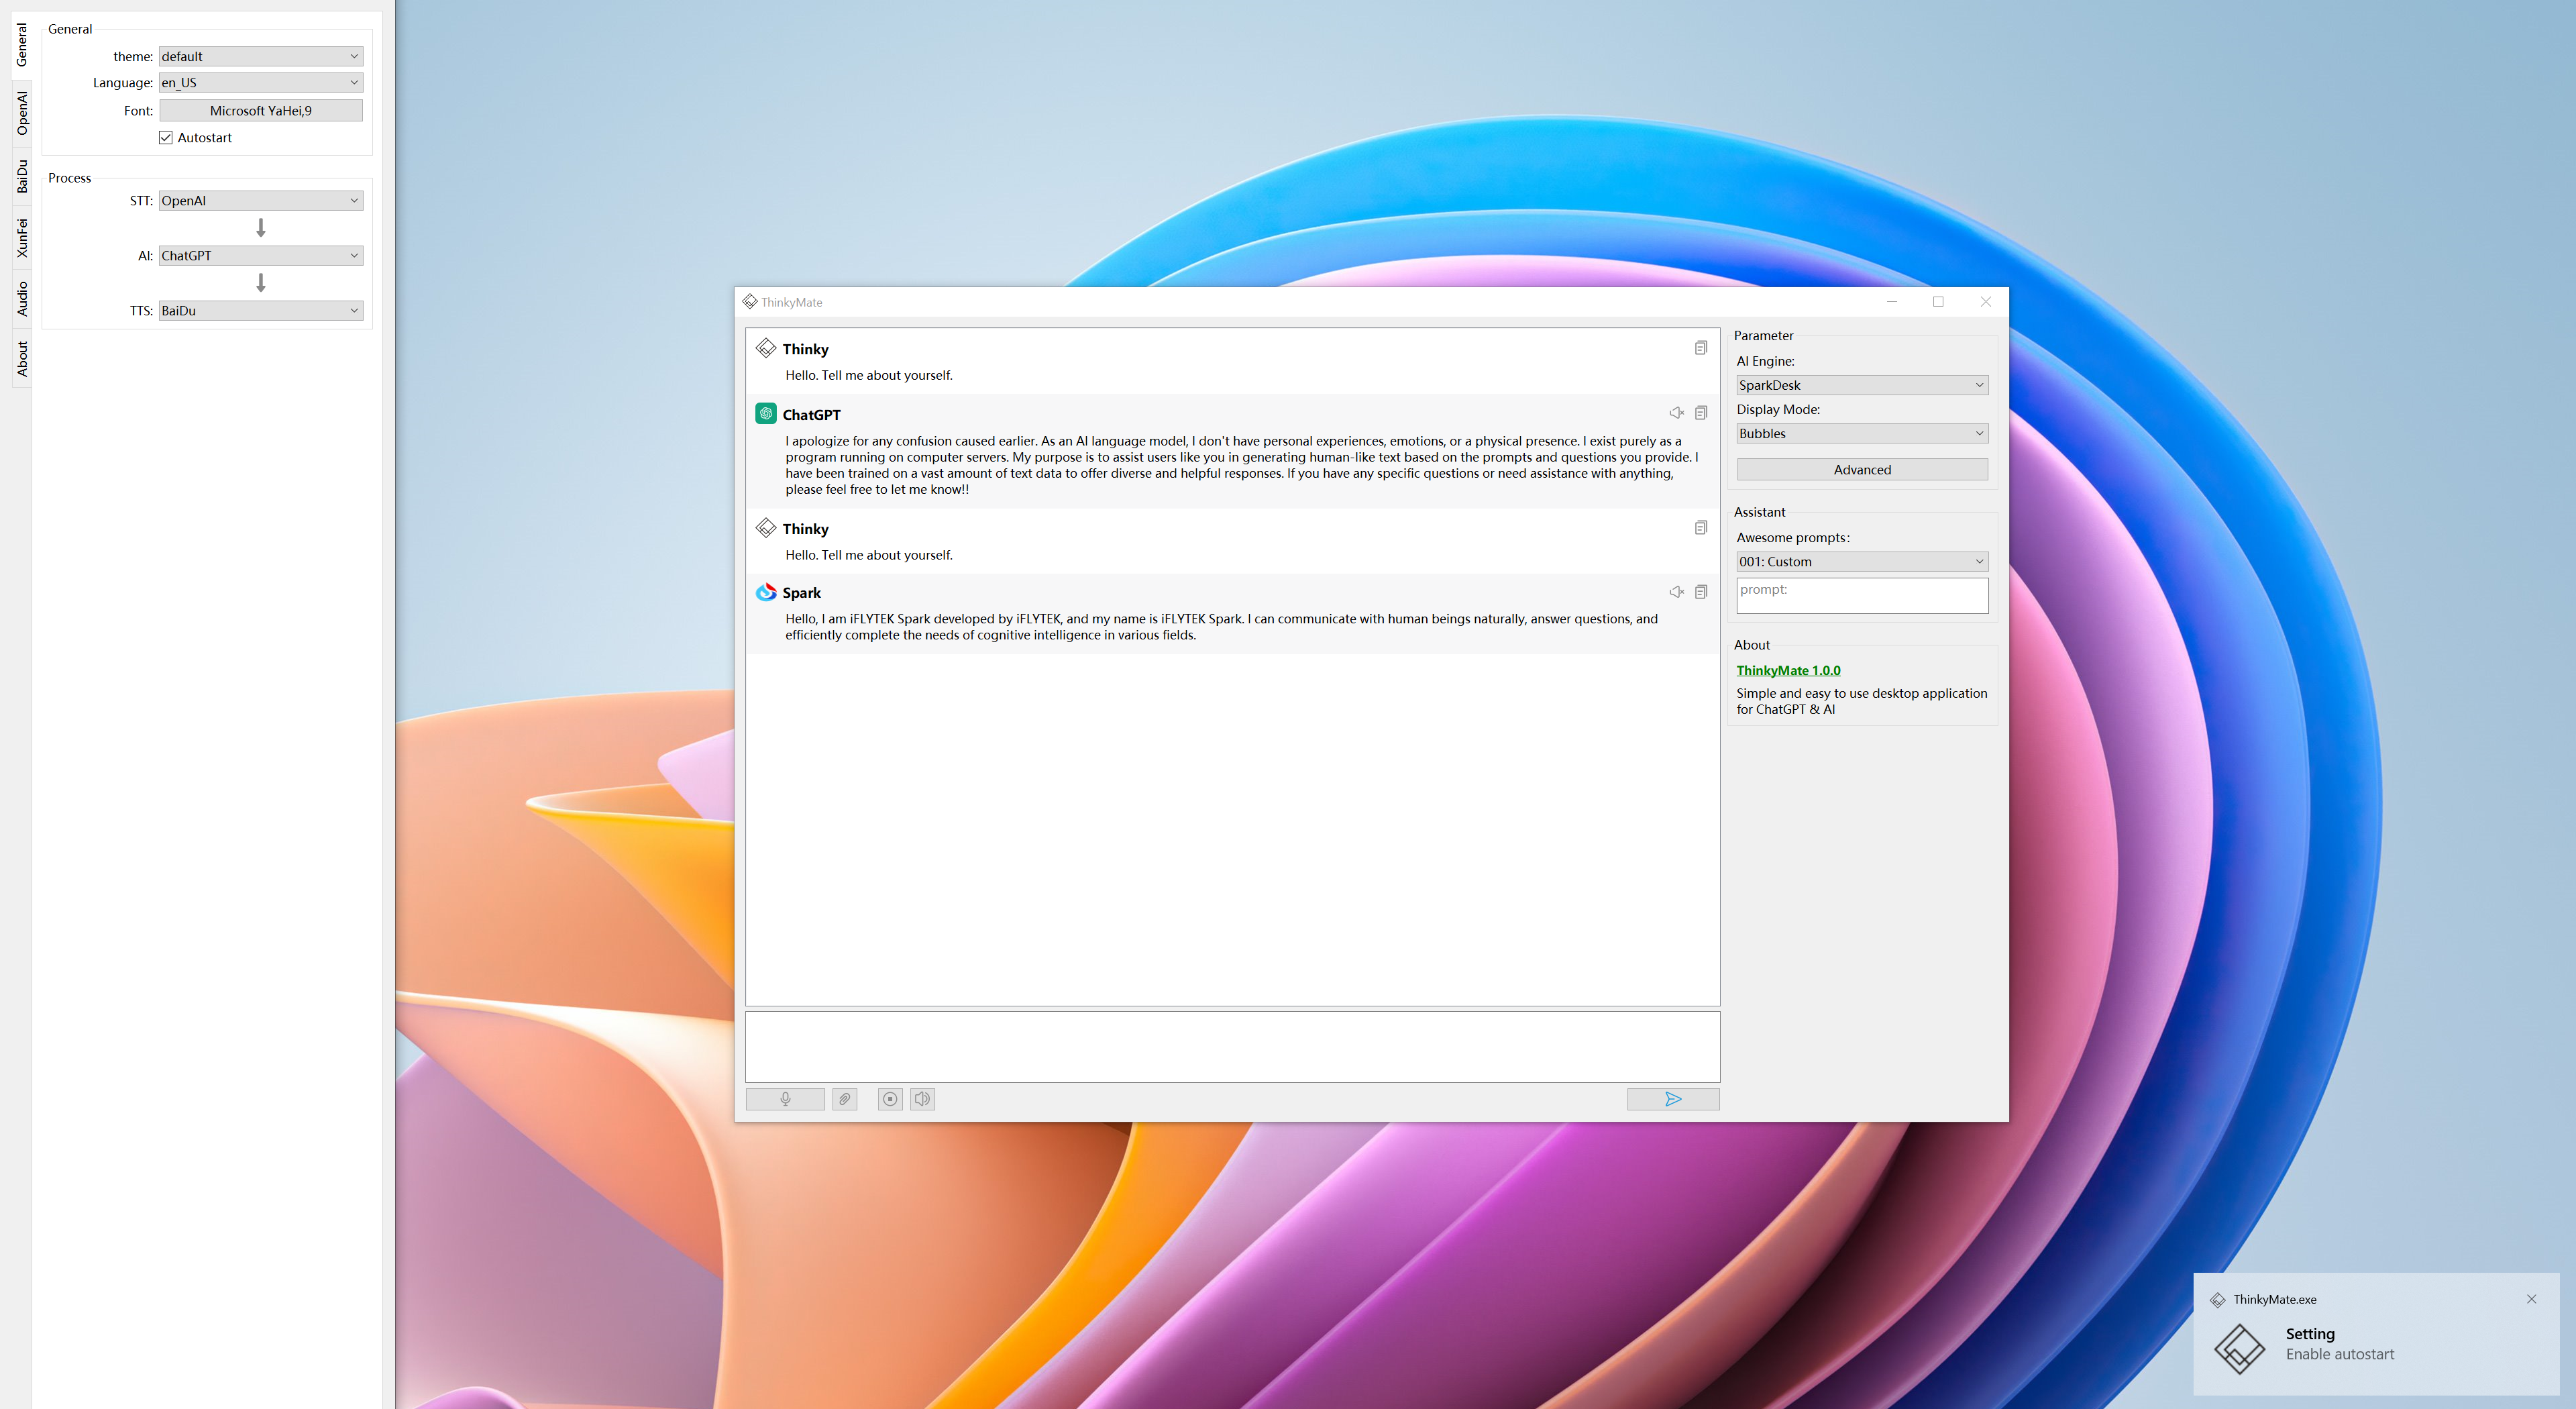 General
General
theme: default
Language: en_US
Font: Microsoft YaHei,9
Autostart
OpenAI
BaiDu
XunFei
Audio
About
Process
STT: OpenAI
AI: ChatGPT
TTS: BaiDu
ThinkyMate
Thinky
Hello. Tell me about yourself.
ChatGPT
I apologize for any confusion caused earlier. As an AI language model, I don't have personal experiences, emotions, or a physical presence. I exist purely as a
program running on computer servers. My purpose is to assist users like you in generating human-like text based on the prompts and questions you provide. I
have been trained on a vast amount of text data to offer diverse and helpful responses. If you have any specific questions or need assistance with anything,
please feel free to let me know!!
Thinky
Hello. Tell me about yourself.
Spark
Hello, I am iFLYTEK Spark developed by iFLYTEK, and my name is iFLYTEK Spark. I can communicate with human beings naturally, answer questions, and
efficiently complete the needs of cognitive intelligence in various fields.
Parameter
AI Engine:
SparkDesk
Display Mode:
Bubbles
Advanced
Assistant
Awesome prompts:
001: Custom
prompt:
About
ThinkyMate 1.0.0
Simple and easy to use desktop application
for ChatGPT & AI
ThinkyMate.exe
Setting
Enable autostart